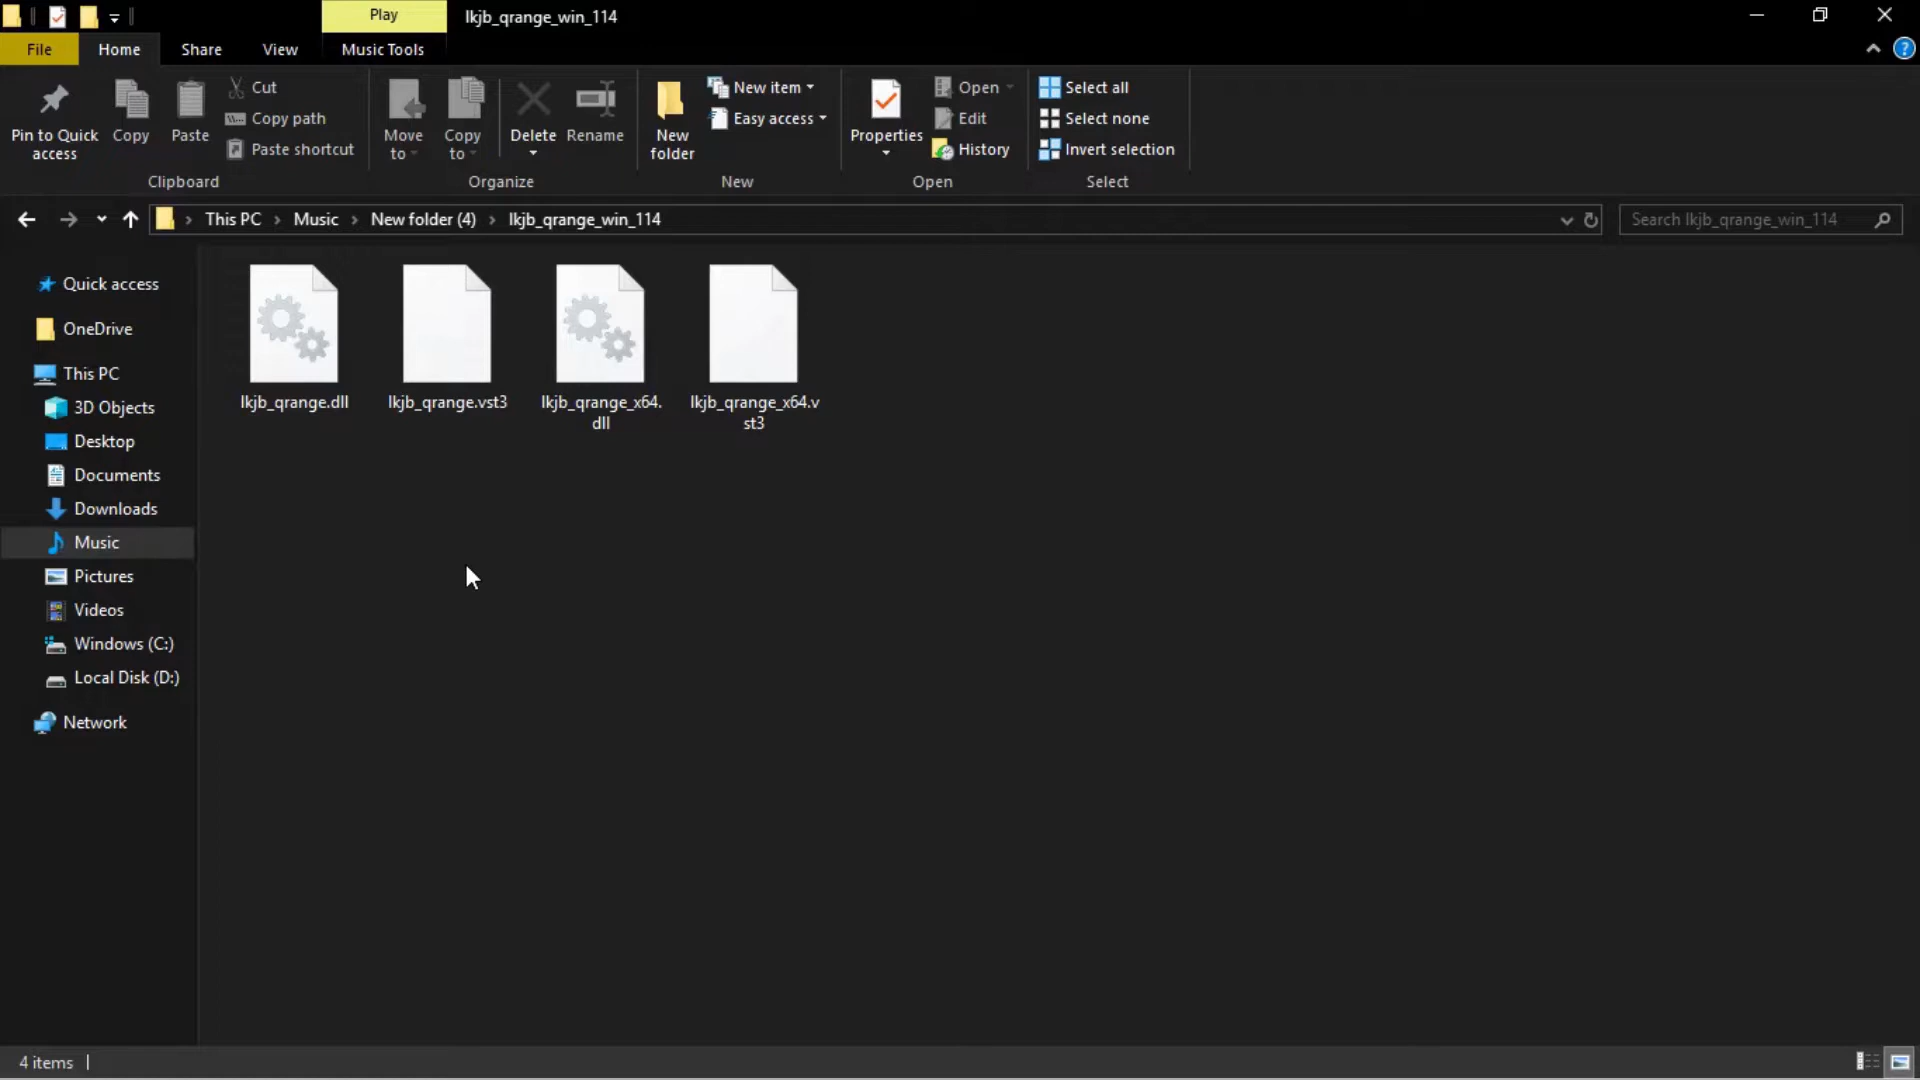 Play
lkjb_qrange_win_114
File
Home
Share
View
Music Tools
Pin to Quick
access
Copy
Paste
Cut
Copy path
Paste shortcut
Clipboard
Move
to
Copy
to
Delete
Rename
Organize
New
folder
New item
Easy access
New
Properties
Open
Edit
History
Open
Select all
Select none
Invert selection
Select
This PC
Music
New folder (4)
lkjb_qrange_win_114
Search lkjb_qrange_win_114
Quick access
OneDrive
This PC
3D Objects
Desktop
Documents
Downloads
Music
Pictures
Videos
Windows (C:)
Local Disk (D:)
Network
lkjb_qrange.dll
lkjb_qrange.vst3
lkjb_qrange_x64.
dll
lkjb_qrange_x64.v
st3
4 items